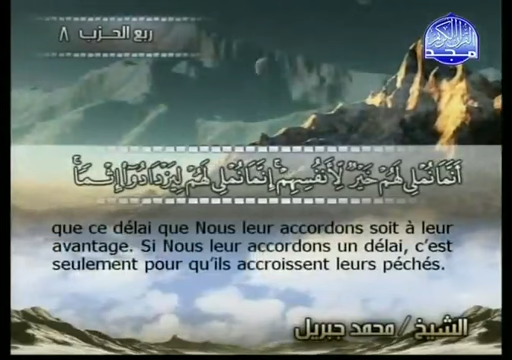 ربع الحزب ٨
القرآن الكريم
مجد
أَنَّمَا نُمْلِي لَهُمْ خَيْرٌ لِّأَنفُسِهِمْ ۚ إِنَّمَا نُمْلِي لَهُمْ لِيَزْدَادُوا إِثْمًا ۚ
que ce délai que Nous leur accordons soit à leur
avantage. Si Nous leur accordons un délai, c’est
seulement pour qu’ils accroissent leurs péchés.
الشيخ / محمد جبريل